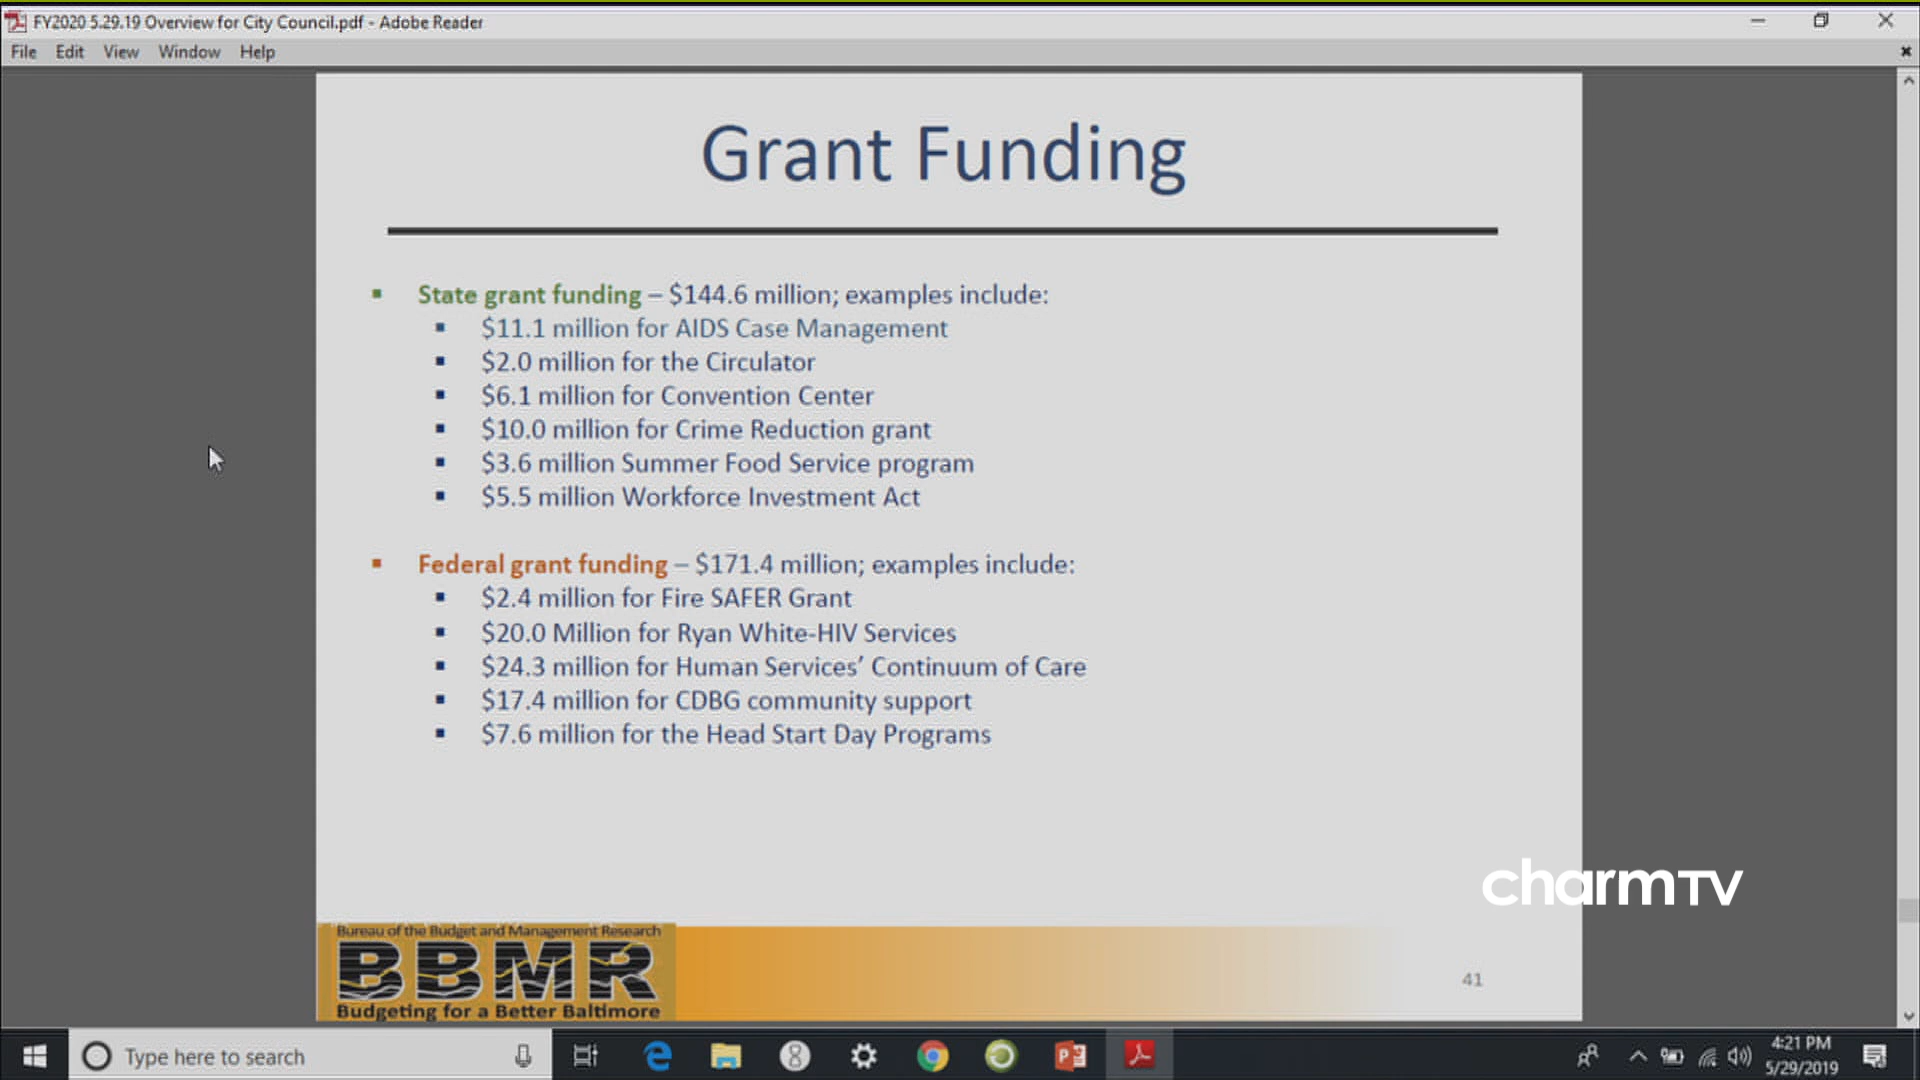 FY2020 5.29.19 Overview for City Council.pdf - Adobe Reader
File Edit View Window Help
Grant Funding
▪ State grant funding – $144.6 million; examples include:
▪ $11.1 million for AIDS Case Management
▪ $2.0 million for the Circulator
▪ $6.1 million for Convention Center
▪ $10.0 million for Crime Reduction grant
▪ $3.6 million Summer Food Service program
▪ $5.5 million Workforce Investment Act
▪ Federal grant funding – $171.4 million; examples include:
▪ $2.4 million for Fire SAFER Grant
▪ $20.0 Million for Ryan White-HIV Services
▪ $24.3 million for Human Services’ Continuum of Care
▪ $17.4 million for CDBG community support
▪ $7.6 million for the Head Start Day Programs
charmTV
Bureau of the Budget and Management Research
BBMR
Budgeting for a Better Baltimore
41
Type here to search
4:21 PM
5/29/2019